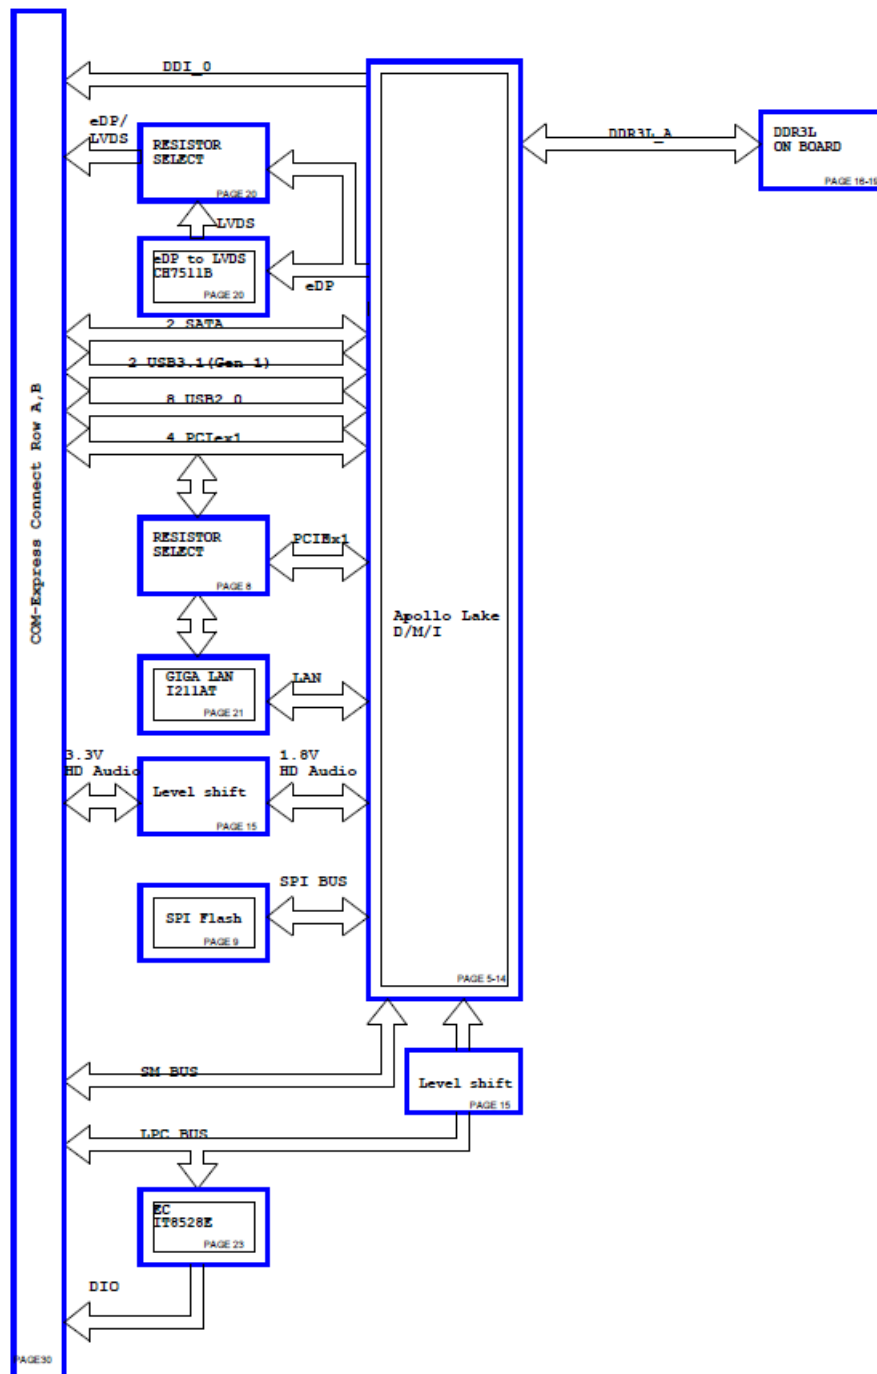 DDI_0
eDP/
LVDS
RESISTOR
SELECT
PAGE 20
DDR3L_A
DDR3L
ON BOARD
PAGE 16-19
LVDS
eDP to LVDS
CH7511B
PAGE 20
eDP
2 SATA
2 USB3.1(Gen 1)
8 USB2.0
4 PCIex1
COM-Express Connect Row A,B
RESISTOR
SELECT
PAGE 8
PCIEx1
Apollo Lake
D/M/I
GIGA LAN
I211AT
PAGE 21
LAN
3.3V
HD Audio
Level shift
PAGE 15
1.8V
HD Audio
SPI BUS
SPI Flash
PAGE 9
PAGE 5-14
SM BUS
Level shift
PAGE 15
LPC BUS
EC
IT8528E
PAGE 23
DIO
PAGE30